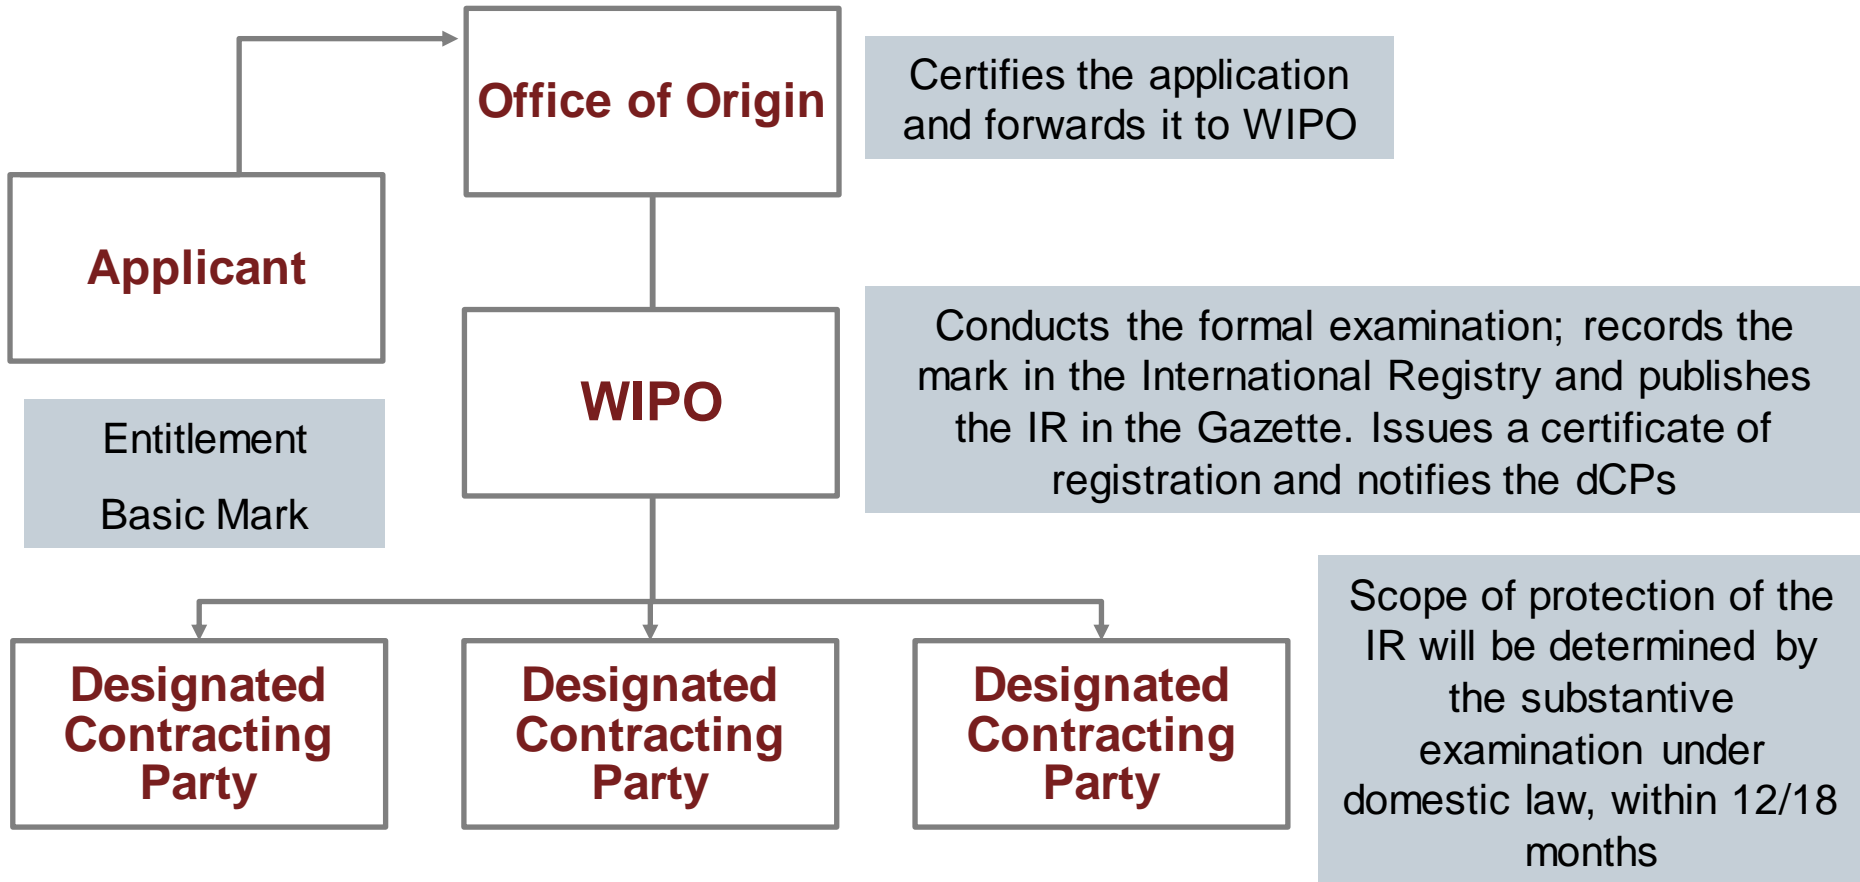 Office of Origin
Certifies the application
and forwards it to WIPO
Applicant
Entitlement
Basic Mark
WIPO
Conducts the formal examination; records the
mark in the International Registry and publishes
the IR in the Gazette. Issues a certificate of
registration and notifies the dCPs
Designated
Contracting
Party
Designated
Contracting
Party
Designated
Contracting
Party
Scope of protection of the
IR will be determined by
the substantive
examination under
domestic law, within 12/18
months